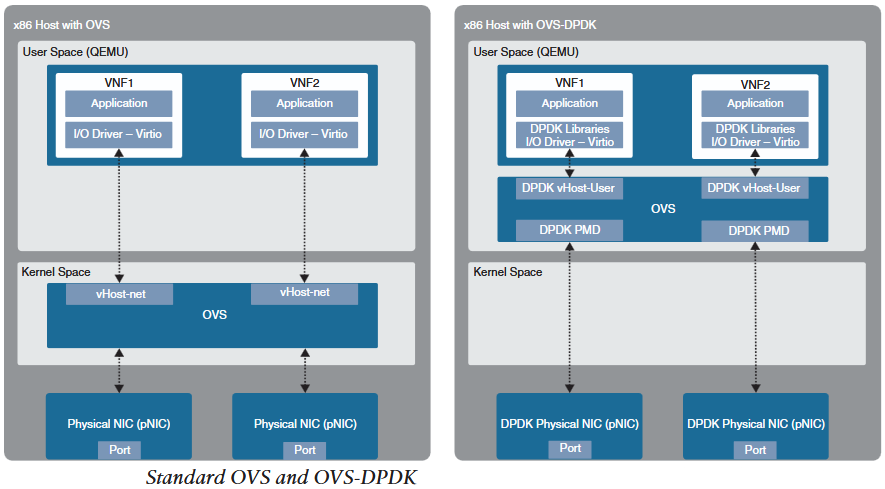 x86 Host with OVS
User Space (QEMU)
VNF1
Application
I/O Driver – Virtio
VNF2
Application
I/O Driver – Virtio
Kernel Space
vHost-net
vHost-net
OVS
Physical NIC (pNIC)
Port
Physical NIC (pNIC)
Port
x86 Host with OVS-DPDK
User Space (QEMU)
VNF1
Application
DPDK Libraries
I/O Driver – Virtio
VNF2
Application
DPDK Libraries
I/O Driver – Virtio
DPDK vHost-User
DPDK vHost-User
OVS
DPDK PMD
DPDK PMD
Kernel Space
DPDK Physical NIC (pNIC)
Port
DPDK Physical NIC (pNIC)
Port
Standard OVS and OVS-DPDK